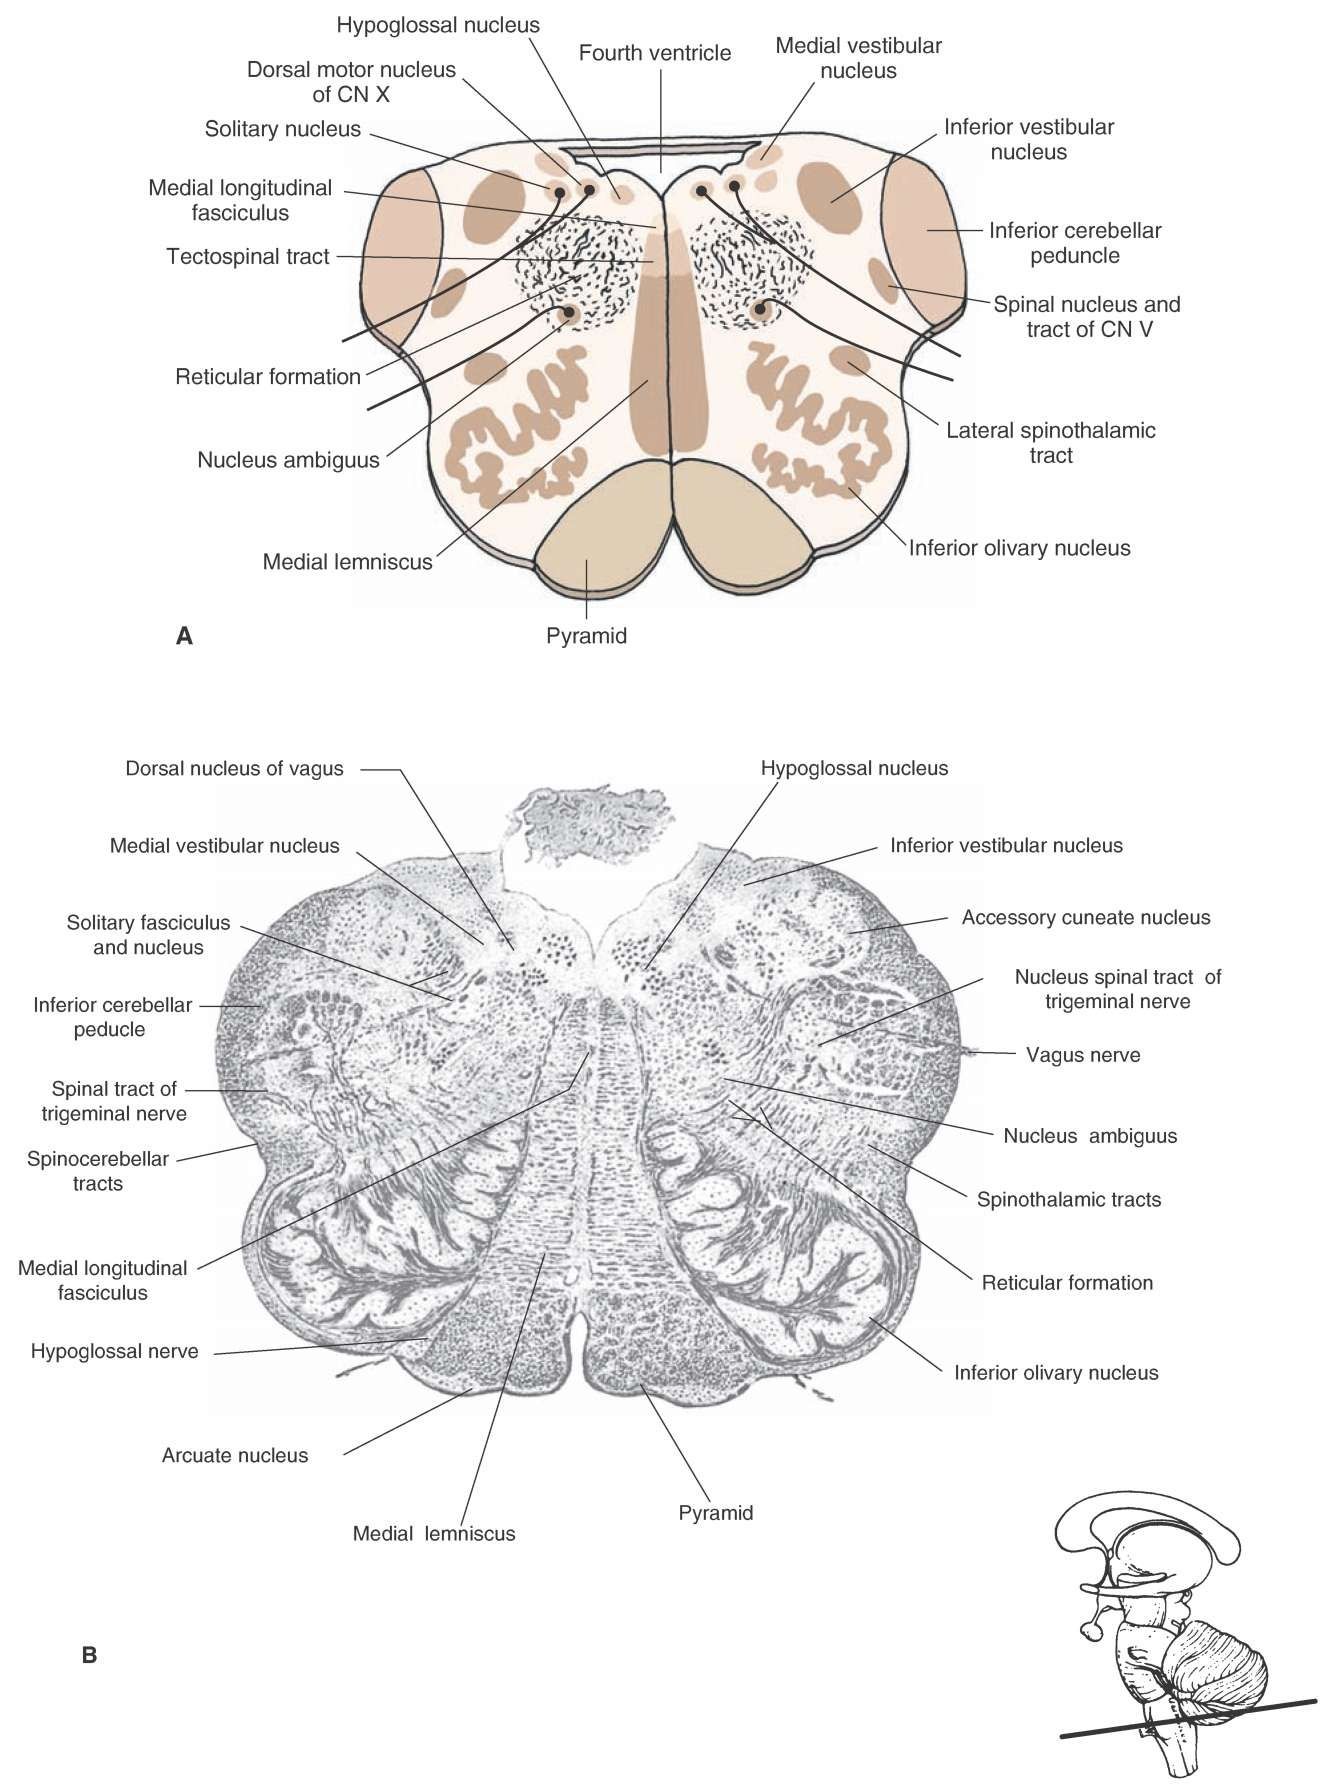 Hypoglossal nucleus
Fourth ventricle
Medial vestibular
nucleus
Dorsal motor nucleus
of CN X
Solitary nucleus
Inferior vestibular
nucleus
Medial longitudinal
fasciculus
Inferior cerebellar
peduncle
Tectospinal tract
Spinal nucleus and
tract of CN V
Reticular formation
Lateral spinothalamic
tract
Nucleus ambiguus
Inferior olivary nucleus
Medial lemniscus
Pyramid
A
Dorsal nucleus of vagus
Hypoglossal nucleus
Medial vestibular nucleus
Inferior vestibular nucleus
Solitary fasciculus
and nucleus
Accessory cuneate nucleus
Inferior cerebellar
peducle
Nucleus spinal tract of
trigeminal nerve
Vagus nerve
Spinal tract of
trigeminal nerve
Nucleus ambiguus
Spinocerebellar
tracts
Spinothalamic tracts
Medial longitudinal
fasciculus
Reticular formation
Hypoglossal nerve
Inferior olivary nucleus
Arcuate nucleus
Pyramid
Medial lemniscus
B